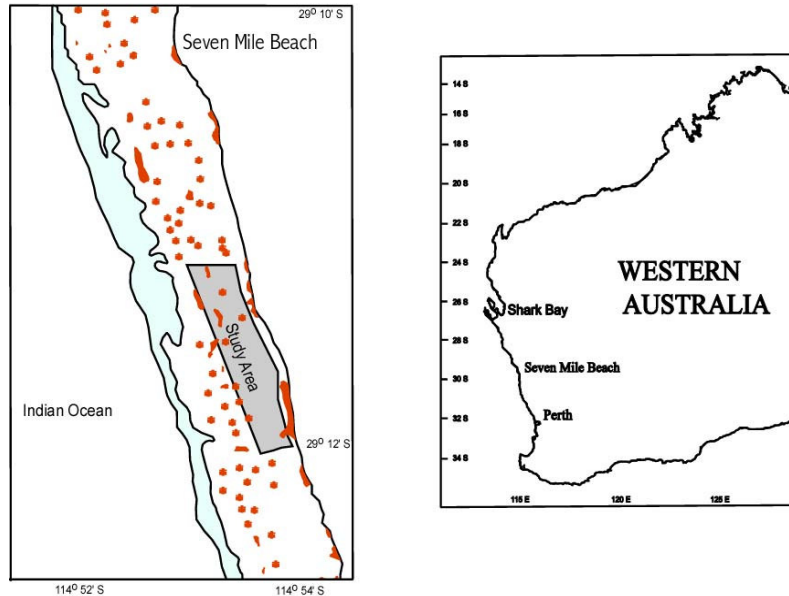 29° 10' S
Seven Mile Beach
Study Area
Indian Ocean
29° 12' S
114° 52' S
114° 54' S
14 S
16 S
18 S
20 S
22 S
24 S
26 S
28 S
30 S
32 S
34 S
WESTERN
AUSTRALIA
Shark Bay
Seven Mile Beach
Perth
115 E
120 E
125 E